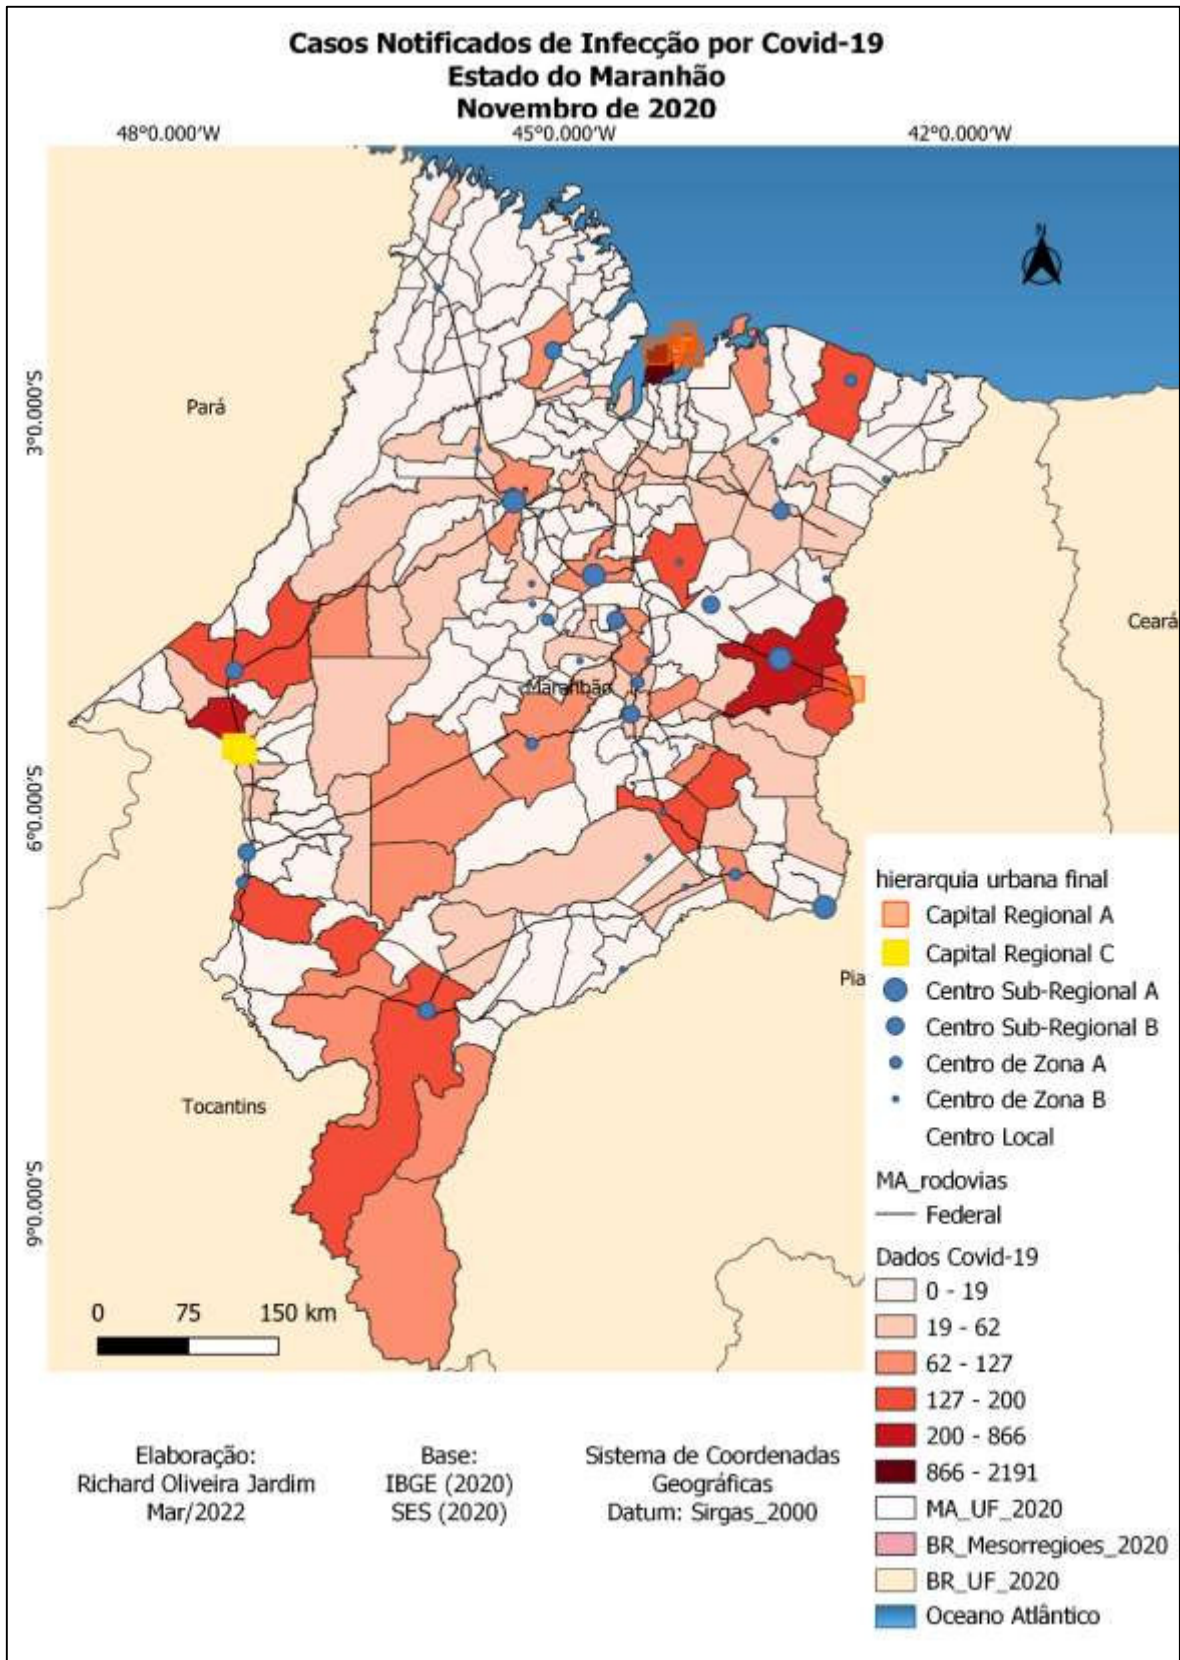 Casos Notificados de Infecção por Covid-19
Estado do Maranhão
Novembro de 2020
48°0.000'W
45°0.000'W
42°0.000'W
N
3°0.000'S
Pará
Ceará
Maranhão
6°0.000'S
Pia
Tocantins
9°0.000'S
0 75 150 km
hierarquia urbana final
Capital Regional A
Capital Regional C
Centro Sub-Regional A
Centro Sub-Regional B
Centro de Zona A
Centro de Zona B
Centro Local
MA_rodovias
Federal
Dados Covid-19
0 - 19
19 - 62
62 - 127
127 - 200
200 - 866
866 - 2191
MA_UF_2020
BR_Mesorregioes_2020
BR_UF_2020
Oceano Atlântico
Elaboração:
Richard Oliveira Jardim
Mar/2022
Base:
IBGE (2020)
SES (2020)
Sistema de Coordenadas
Geográficas
Datum: Sirgas_2000